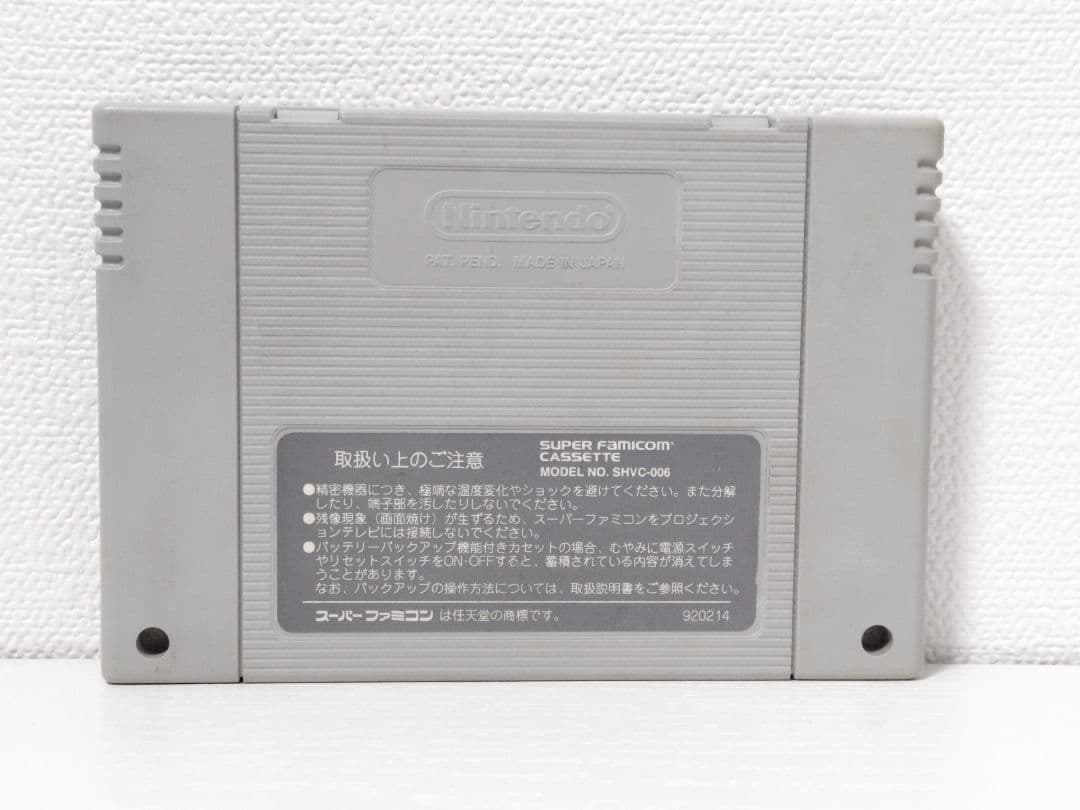 Nintendo
PAT. PEND. MADE IN JAPAN
取扱い上のご注意
SUPER FAMICOM
CASSETTE
MODEL NO. SHVC-006
●精密機器につき、極端な温度変化やショックを避けてください。また分解
したり、端子部を汚したりしないでください。
●残像現象(画面焼け)が生ずるため、スーパーファミコンをプロジェクシ
ョンテレビには接続しないでください。
●バッテリーバックアップ機能付きカセットの場合、むやみに電源スイッチ
やリセットスイッチをON·OFFすると、蓄積されている内容が消えてしま
うことがあります。
なお、バックアップの操作方法については、取扱説明書をご参照ください。
スーパーファミコン は任天堂の商標です。 920214